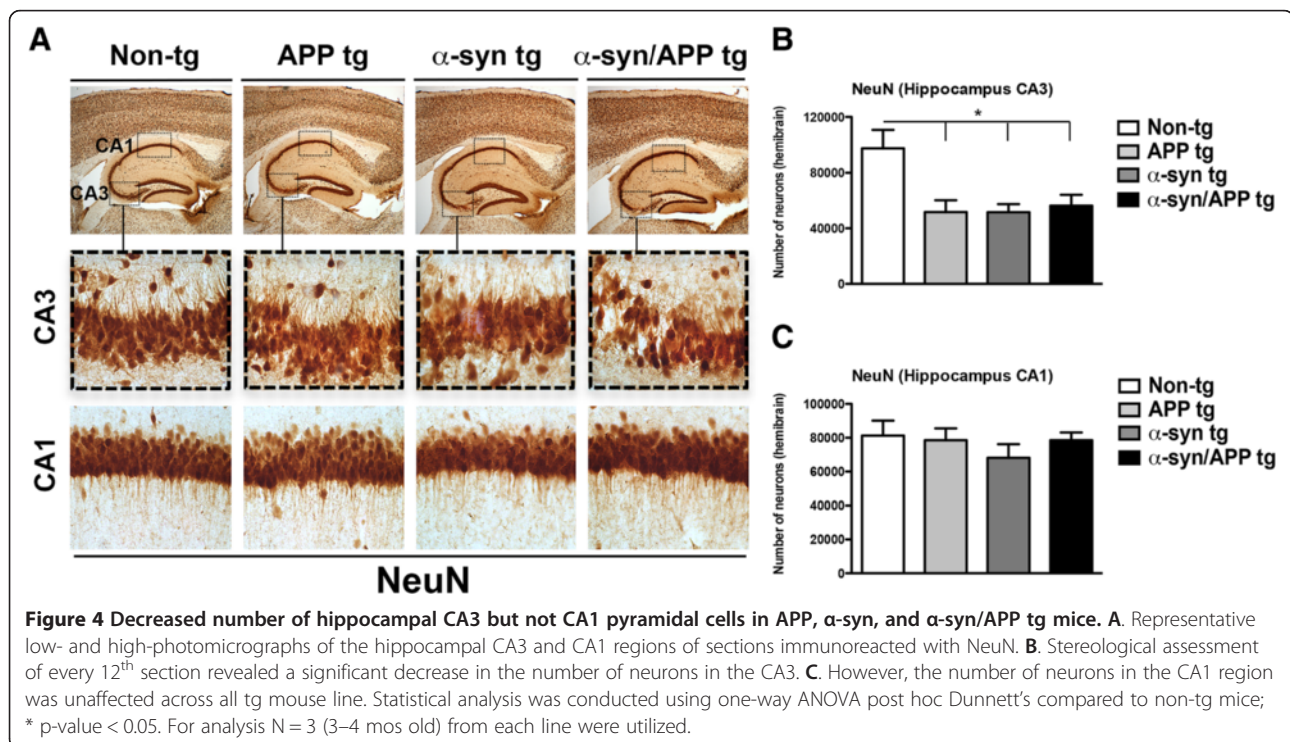 A
Non-tg
APP tg
α-syn tg
α-syn/APP tg
CA1
CA3
CA3
CA1
NeuN
B
NeuN (Hippocampus CA3)
Number of neurons (hemibrain)
120000
80000
40000
0
*
Non-tg
APP tg
α-syn tg
α-syn/APP tg
C
NeuN (Hippocampus CA1)
Number of neurons (hemibrain)
100000
80000
60000
40000
20000
0
Non-tg
APP tg
α-syn tg
α-syn/APP tg
Figure 4 Decreased number of hippocampal CA3 but not CA1 pyramidal cells in APP, α-syn, and α-syn/APP tg mice. A. Representative
low- and high-photomicrographs of the hippocampal CA3 and CA1 regions of sections immunoreacted with NeuN. B. Stereological assessment
of every 12th section revealed a significant decrease in the number of neurons in the CA3. C. However, the number of neurons in the CA1 region
was unaffected across all tg mouse line. Statistical analysis was conducted using one-way ANOVA post hoc Dunnett's compared to non-tg mice;
* p-value < 0.05. For analysis N = 3 (3–4 mos old) from each line were utilized.